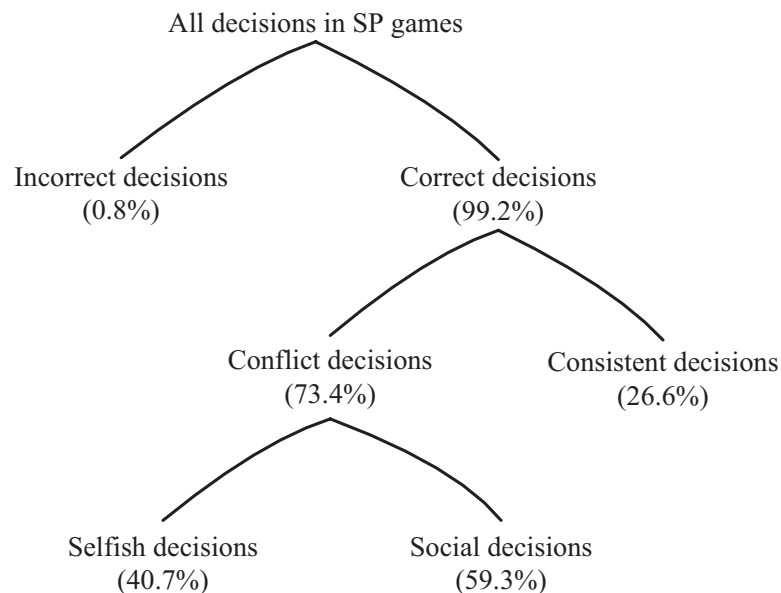 All decisions in SP games
Incorrect decisions
(0.8%)
Correct decisions
(99.2%)
Conflict decisions
(73.4%)
Consistent decisions
(26.6%)
Selfish decisions
(40.7%)
Social decisions
(59.3%)